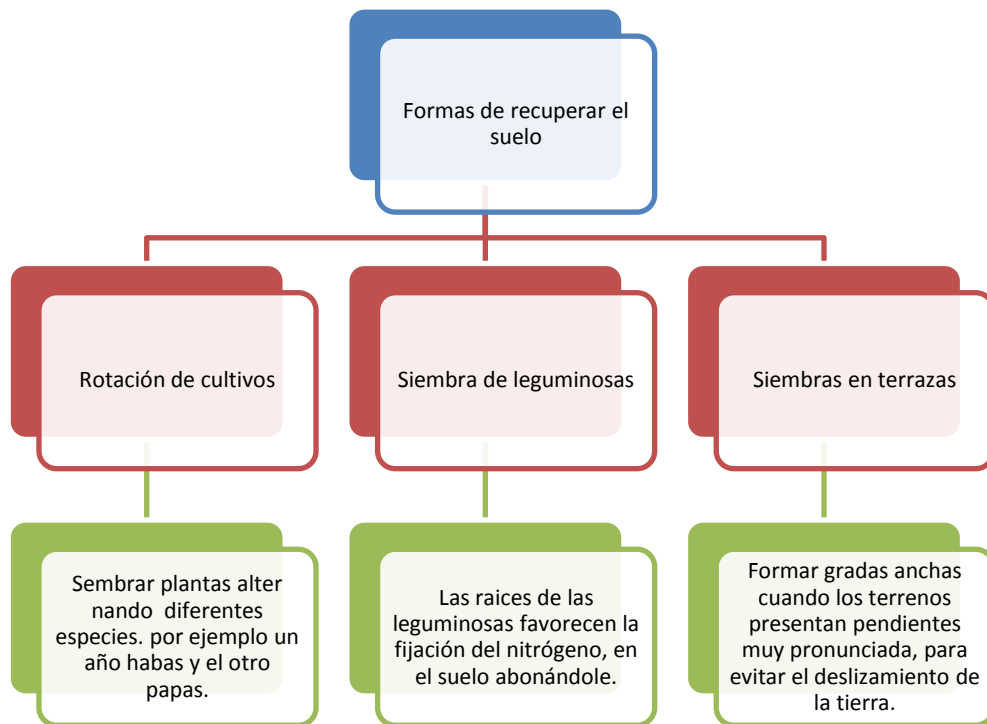 Formas de recuperar el
suelo
Rotación de cultivos
Siembra de leguminosas
Siembras en terrazas
Sembrar plantas alter
nando diferentes
especies. por ejemplo un
año habas y el otro
papas.
Las raices de las
leguminosas favorecen la
fijación del nitrógeno, en
el suelo abonándole.
Formar gradas anchas
cuando los terrenos
presentan pendientes
muy pronunciada, para
evitar el deslizamiento de
la tierra.